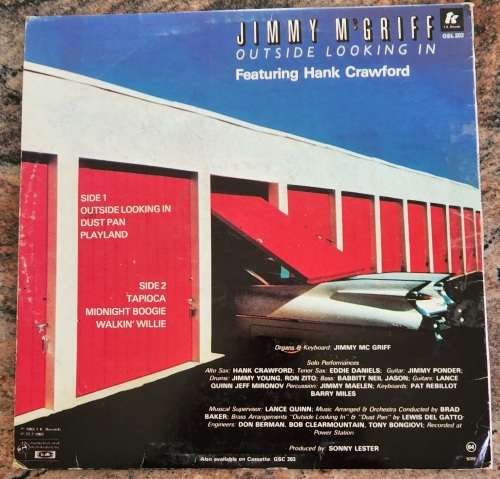 JIMMY McGRIFF
OUTSIDE LOOKING IN
Featuring Hank Crawford
GSL 203
SIDE 1
OUTSIDE LOOKING IN
DUST PAN
PLAYLAND
SIDE 2
TAPIOCA
MIDNIGHT BOOGIE
WALKIN' WILLIE
Organs & Keyboard: JIMMY MC GRIFF
Solo Performances
Alto Sax: HANK CRAWFORD; Tenor Sax: EDDIE DANIELS; Guitar: JIMMY PONDER;
Drums: JIMMY YOUNG, RON ZITO; Bass: BABBITT NEIL JASON; Guitars: LANCE
QUINN JEFF MIRONOV Percussion: JIMMY MAELEN; Keyboards: PAT REBILLOT
BARRY MILES
Musical Supervisor: LANCE QUINN; Music Arranged & Orchestra Conducted by BRAD
BAKER; Brass Arrangements "Outside Looking In" & "Dust Pan" by LEWIS DEL GATTO
Engineers: DON BERMAN, BOB CLEARMOUNTAIN, TONY BONGIOVI; Recorded at
Power Station
Produced by SONNY LESTER
Also available on Cassette GSC 203